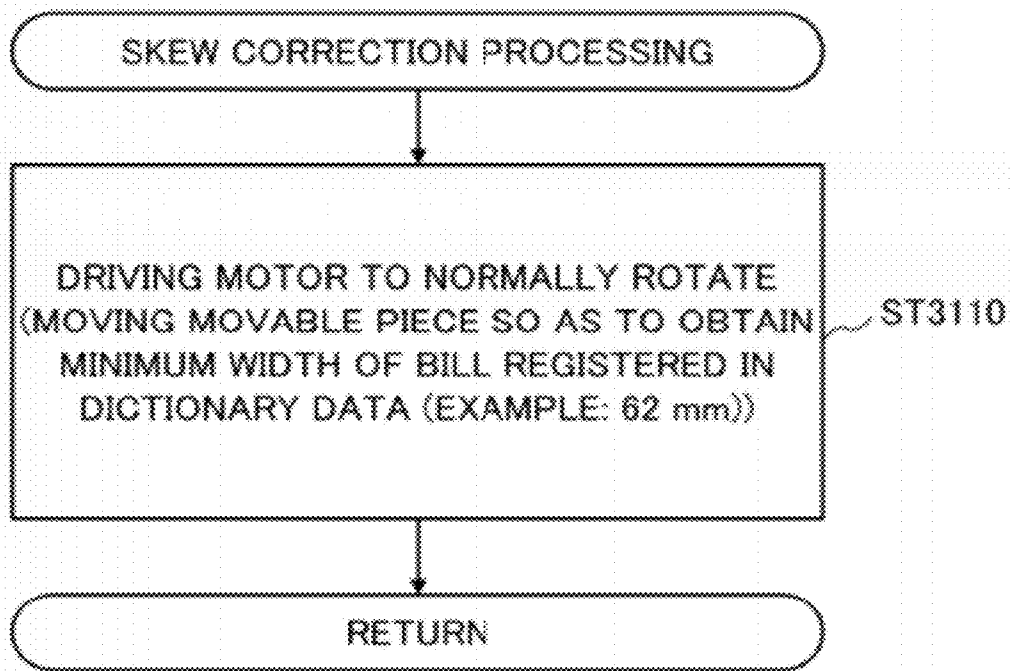 SKEW CORRECTION PROCESSING
DRIVING MOTOR TO NORMALLY ROTATE
(MOVING MOVABLE PIECE SO AS TO OBTAIN
MINIMUM WIDTH OF BILL REGISTERED IN
DICTIONARY DATA (EXAMPLE: 62 mm))
ST3110
RETURN